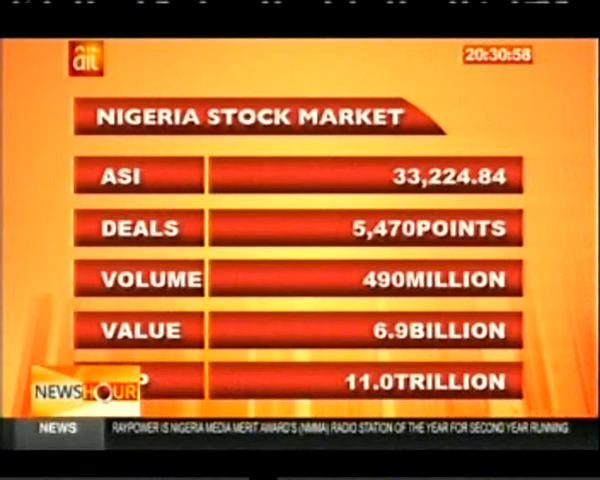 âit
20:30:58
NIGERIA STOCK MARKET
ASI 33,224.84
DEALS 5,470POINTS
VOLUME 490MILLION
VALUE 6.9BILLION
P 11.0TRILLION
NEWSHOUR
NEWS RAYPOWER IS NIGERIA MEDIA MERIT AWARD'S (NMMA) RADIO STATION OF THE YEAR FOR SECOND YEAR RUNNING